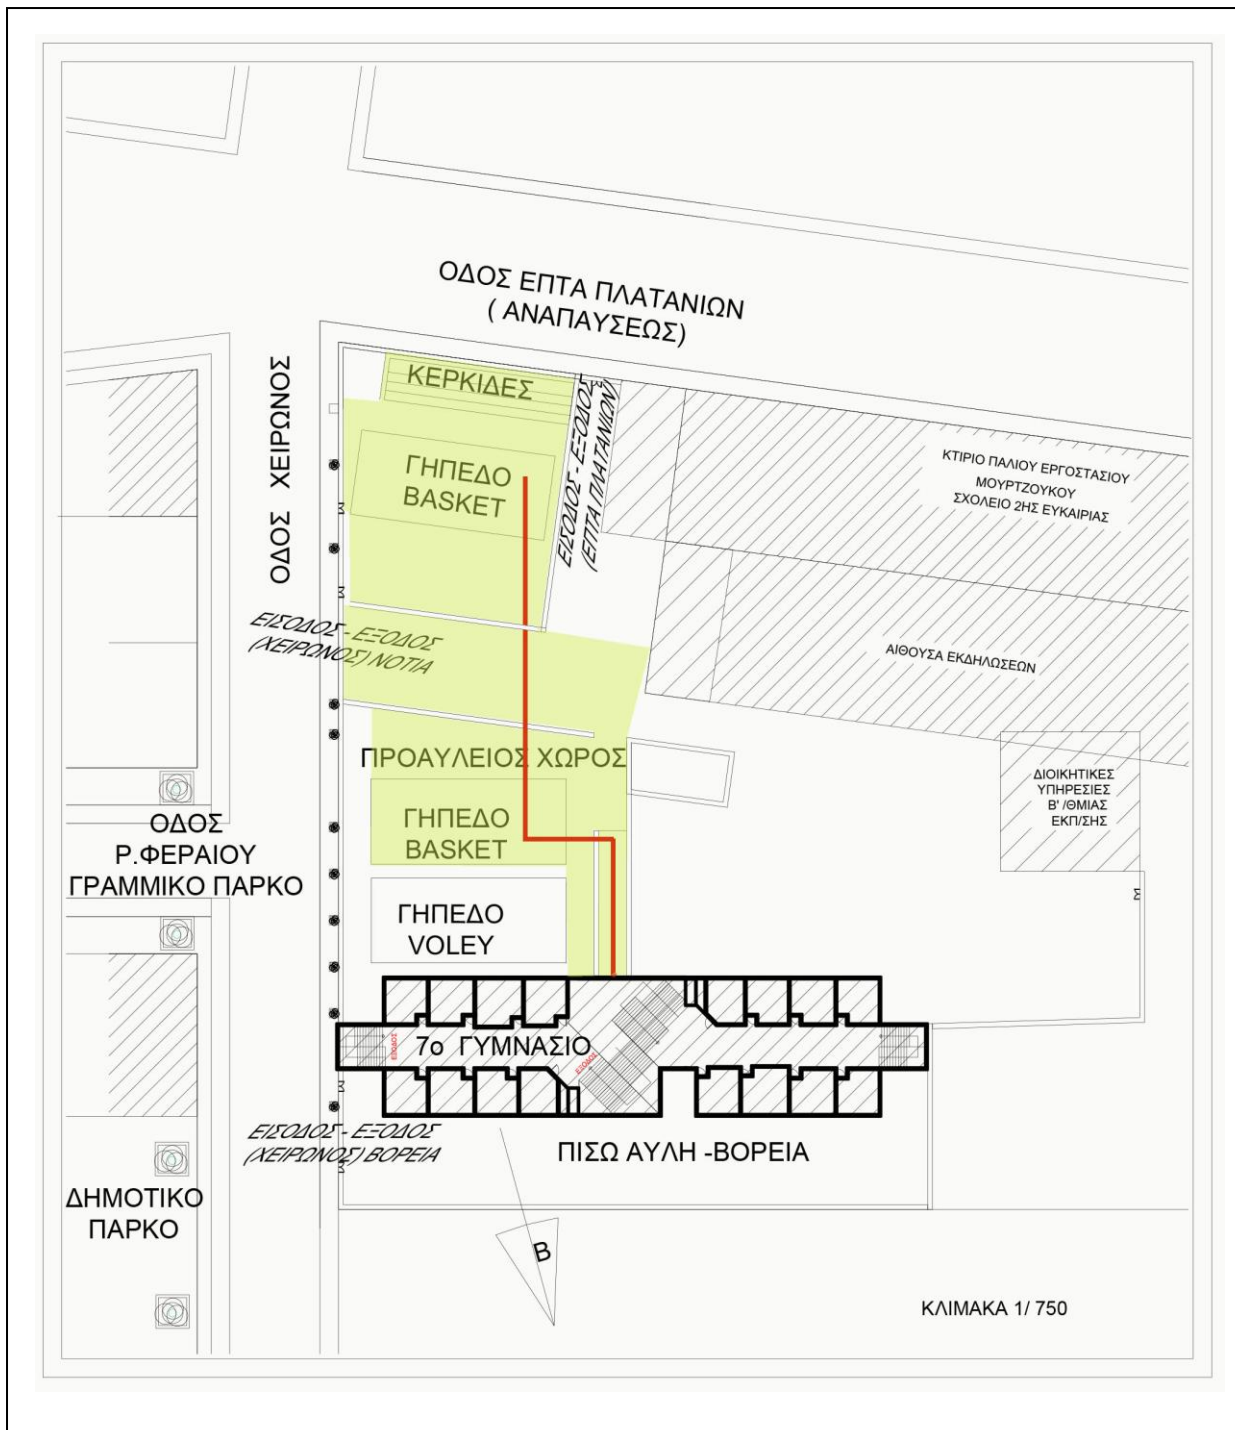 ΟΔΟΣ ΕΠΤΑ ΠΛΑΤΑΝΙΩΝ
( ΑΝΑΠΑΥΣΕΩΣ)
ΟΔΟΣ ΧΕΙΡΩΝΟΣ
ΚΕΡΚΙΔΕΣ
ΕΙΣΟΔΟΣ - ΕΞΟΔΟΣ
(ΕΠΤΑ ΠΛΑΤΑΝΙΩΝ)
ΓΗΠΕΔΟ
BASKET
ΚΤΙΡΙΟ ΠΑΛΙΟΥ ΕΡΓΟΣΤΑΣΙΟΥ
ΜΟΥΡΤΖΟΥΚΟΥ
ΣΧΟΛΕΙΟ 2ΗΣ ΕΥΚΑΙΡΙΑΣ
ΕΙΣΟΔΟΣ - ΕΞΟΔΟΣ
(ΧΕΙΡΩΝΟΣ) ΝΟΤΙΑ
ΑΙΘΟΥΣΑ ΕΚΔΗΛΩΣΕΩΝ
ΠΡΟΑΥΛΕΙΟΣ ΧΩΡΟΣ
ΔΙΟΙΚΗΤΙΚΕΣ
ΥΠΗΡΕΣΙΕΣ
Β' /ΘΜΙΑΣ
ΕΚΠ/ΣΗΣ
ΓΗΠΕΔΟ
BASKET
ΟΔΟΣ
Ρ.ΦΕΡΑΙΟΥ
ΓΡΑΜΜΙΚΟ ΠΑΡΚΟ
ΓΗΠΕΔΟ
VOLEY
ΕΞΟΔΟΣ
7ο ΓΥΜΝΑΣΙΟ
ΕΞΟΔΟΣ
ΕΙΣΟΔΟΣ - ΕΞΟΔΟΣ
(ΧΕΙΡΩΝΟΣ) ΒΟΡΕΙΑ
ΠΙΣΩ ΑΥΛΗ -ΒΟΡΕΙΑ
ΔΗΜΟΤΙΚΟ
ΠΑΡΚΟ
Β
ΚΛΙΜΑΚΑ 1/ 750